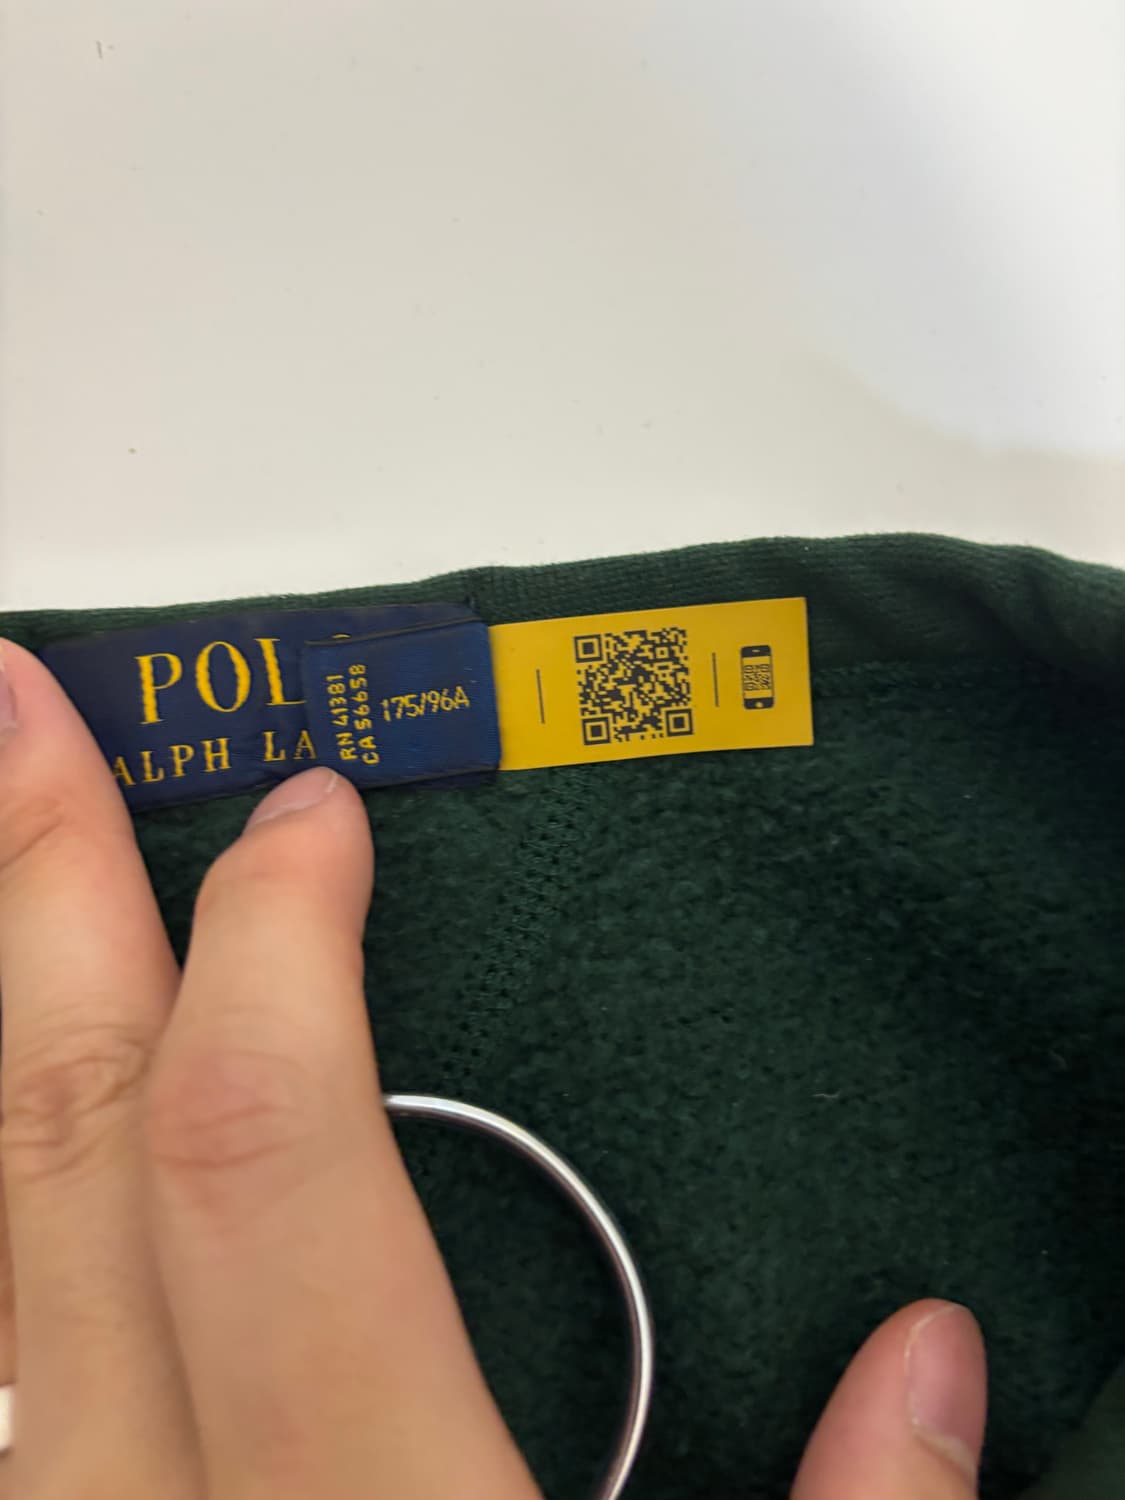 POL
ALPH LA
RN 41381
CA 56658
175/96A